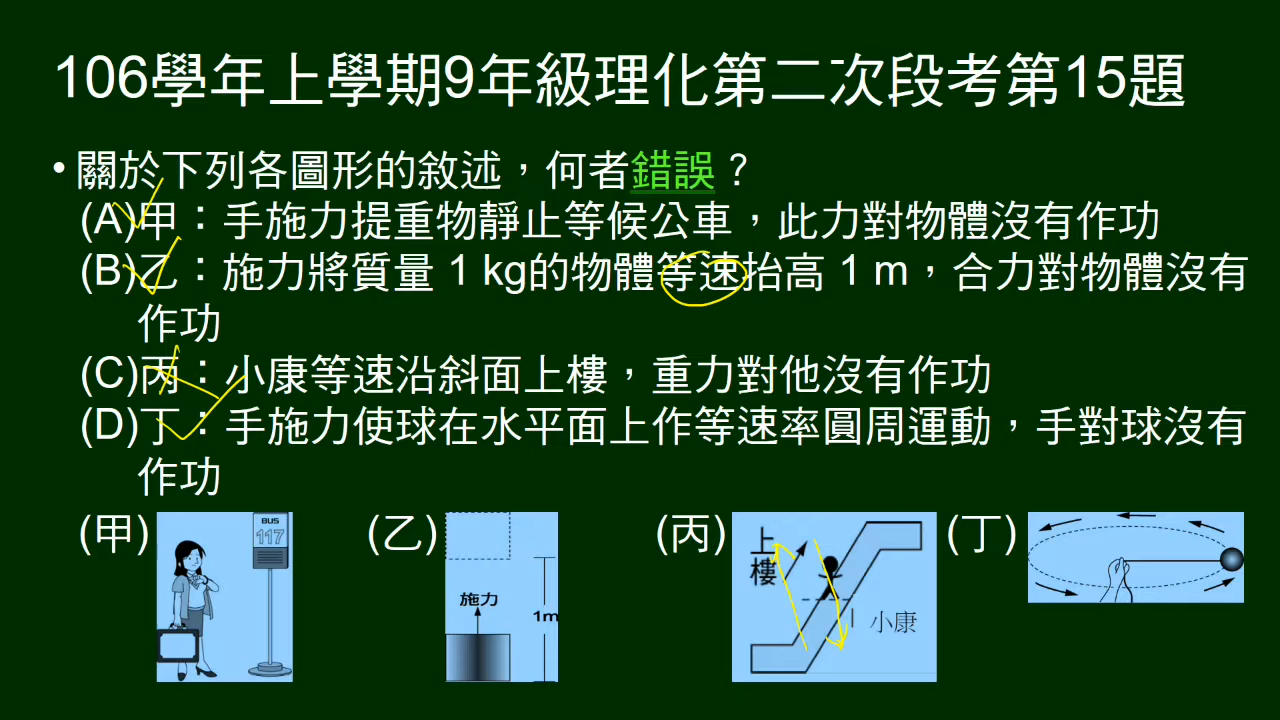 106學年上學期9年級理化第二次段考第15題
•關於下列各圖形的敘述，何者錯誤？
(A)甲：手施力提重物靜止等候公車，此力對物體沒有作功
(B)乙：施力將質量 1 kg的物體等速抬高 1 m，合力對物體沒有
作功
(C)丙：小康等速沿斜面上樓，重力對他沒有作功
(D)丁：手施力使球在水平面上作等速率圓周運動，手對球沒有
作功
(甲) (乙) (丙) (丁)
BUS
117
施力
1m
上
樓
小康